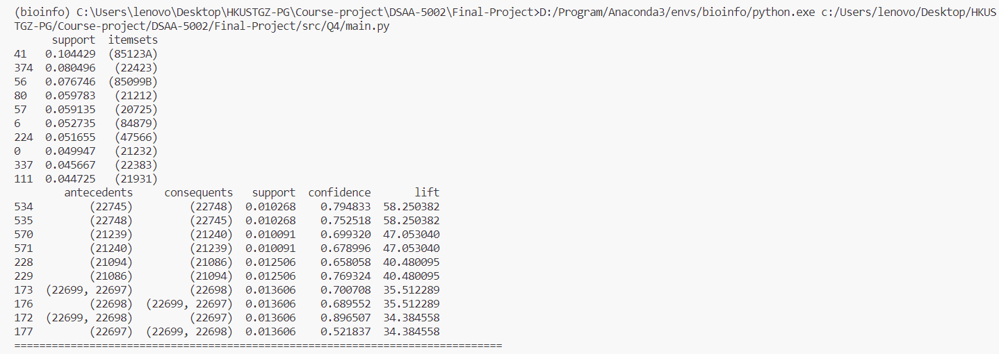 (bioinfo) C:\Users\lenovo\Desktop\HKUSTGZ-PG\Course-project\DSAA-5002\Final-Project>D:/Program/Anaconda3/envs/bioinfo/python.exe c:/Users/lenovo/Desktop/HKUS
TGZ-PG/Course-project/DSAA-5002/Final-Project/src/Q4/main.py
      support  itemsets
41   0.104429  (85123A)
374  0.080496   (22423)
56   0.076746  (85099B)
80   0.059783   (21212)
57   0.059135   (20725)
6    0.052735   (84879)
224  0.051655   (47566)
0    0.049947   (21232)
337  0.045667   (22383)
111  0.044725   (21931)
        antecedents     consequents   support  confidence       lift
534         (22745)         (22748)  0.010268    0.794833  58.250382
535         (22748)         (22745)  0.010268    0.752518  58.250382
570         (21239)         (21240)  0.010091    0.699320  47.053040
571         (21240)         (21239)  0.010091    0.678996  47.053040
228         (21094)         (21086)  0.012506    0.658058  40.480095
229         (21086)         (21094)  0.012506    0.769324  40.480095
173  (22699, 22697)         (22698)  0.013606    0.700708  35.512289
176         (22698)  (22699, 22697)  0.013606    0.689552  35.512289
172  (22699, 22698)         (22697)  0.013606    0.896507  34.384558
177         (22697)  (22699, 22698)  0.013606    0.521837  34.384558
==============================================================================